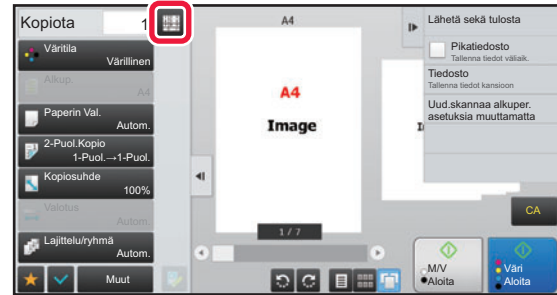 Kopiota
1
Väritila
Värillinen
Alkup.
A4
Paperin Val.
Autom.
2-Puol.Kopio
1-Puol.→1-Puol.
Kopiosuhde
100%
Valotus
Autom.
Lajittelu/ryhmä
Autom.
Muut
A4
A4
Image
I
1 / 7
Lähetä sekä tulosta
Pikatiedosto
Tallenna tiedot väliaik.
Tiedosto
Tallenna tiedot kansioon
Uud.skannaa alkuper.
asetuksia muuttamatta
CA
M/V
Aloita
Väri
Aloita